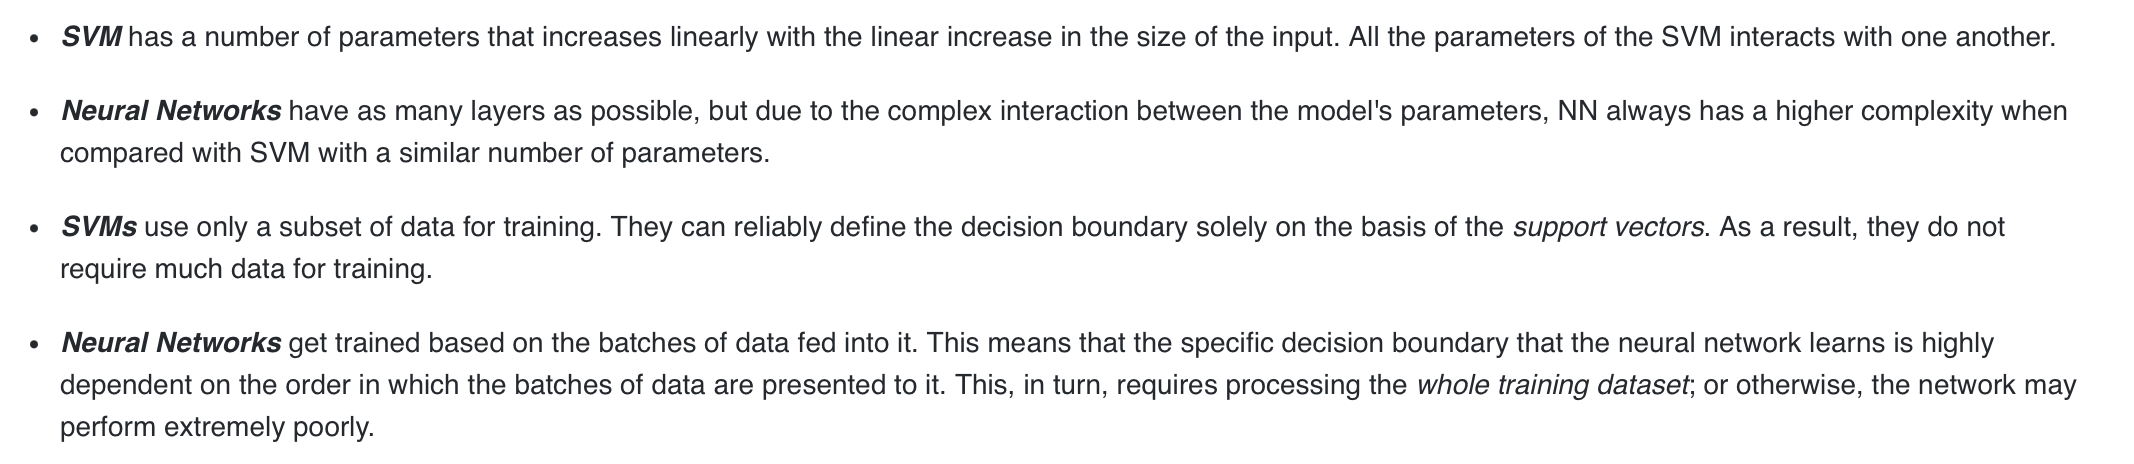 • SVM has a number of parameters that increases linearly with the linear increase in the size of the input. All the parameters of the SVM interacts with one another.
• Neural Networks have as many layers as possible, but due to the complex interaction between the model's parameters, NN always has a higher complexity when
compared with SVM with a similar number of parameters.
• SVMs use only a subset of data for training. They can reliably define the decision boundary solely on the basis of the support vectors. As a result, they do not
require much data for training.
• Neural Networks get trained based on the batches of data fed into it. This means that the specific decision boundary that the neural network learns is highly
dependent on the order in which the batches of data are presented to it. This, in turn, requires processing the whole training dataset; or otherwise, the network may
perform extremely poorly.